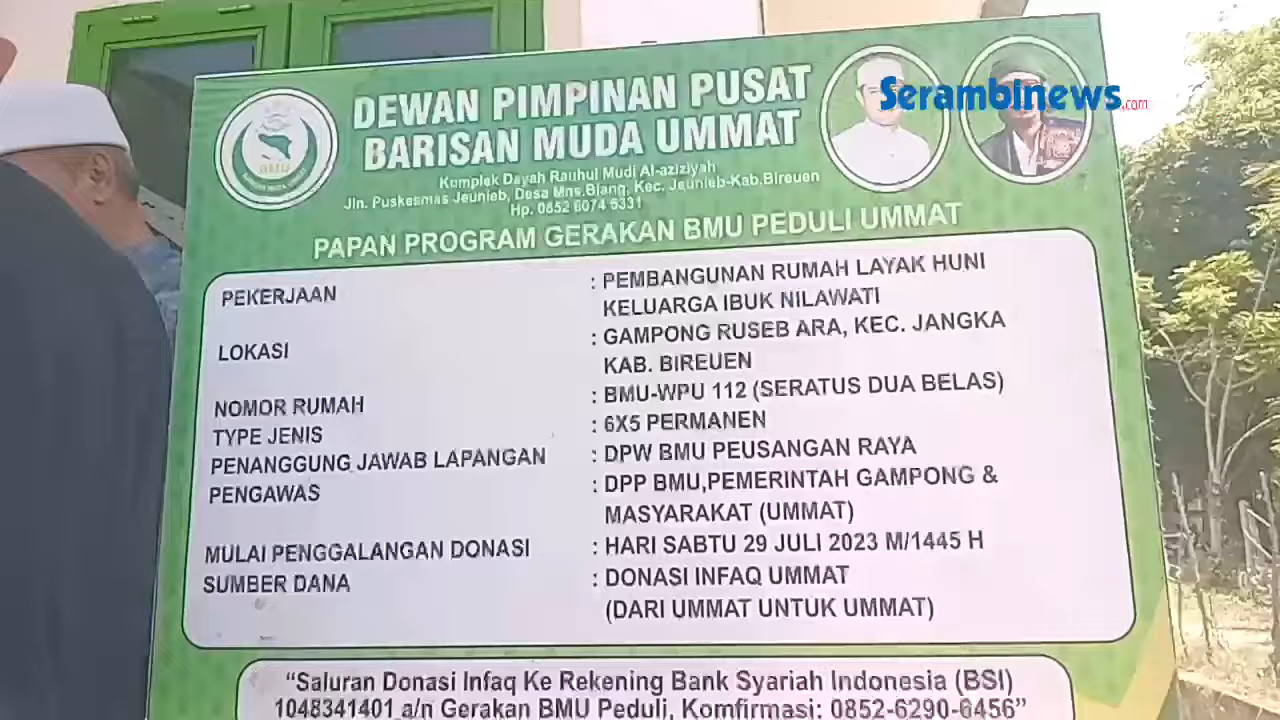 Serambinews.com
DEWAN PIMPINAN PUSAT
BARISAN MUDA UMMAT
Komplek Dayah Rauhul Mudi Al-aziziyah
Jln. Puskesmas Jeunieb, Desa Mns.Blang, Kec. Jeunieb-Kab.Bireuen
Hp. 0852 6074 6331
BMU
BARISAN MUDA UMMAT
PAPAN PROGRAM GERAKAN BMU PEDULI UMMAT
PEKERJAAN : PEMBANGUNAN RUMAH LAYAK HUNI
KELUARGA IBUK NILAWATI
LOKASI : GAMPONG RUSEB ARA, KEC. JANGKA
KAB. BIREUEN
NOMOR RUMAH : BMU-WPU 112 (SERATUS DUA BELAS)
TYPE JENIS : 6X5 PERMANEN
PENANGGUNG JAWAB LAPANGAN : DPW BMU PEUSANGAN RAYA
PENGAWAS : DPP BMU,PEMERINTAH GAMPONG &
MASYARAKAT (UMMAT)
MULAI PENGGALANGAN DONASI : HARI SABTU 29 JULI 2023 M/1445 H
SUMBER DANA : DONASI INFAQ UMMAT
(DARI UMMAT UNTUK UMMAT)
“Saluran Donasi Infaq Ke Rekening Bank Syariah Indonesia (BSI)
1048341401 a/n Gerakan BMU Peduli, Komfirmasi: 0852-6290-6456”